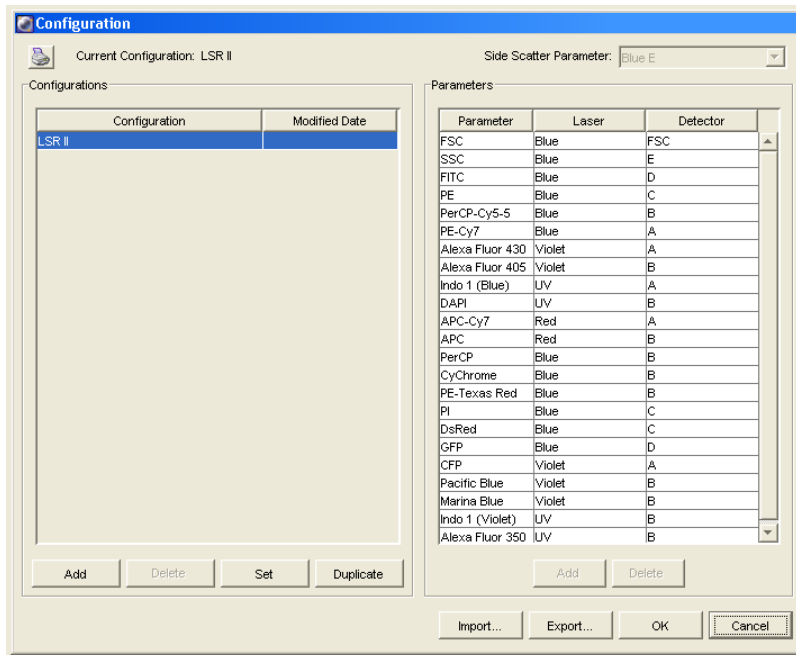 Configuration
Current Configuration: LSR II Side Scatter Parameter: Blue E
Configurations Parameters
Configuration Modified Date Parameter Laser Detector
LSR II FSC Blue FSC
SSC Blue E
FITC Blue D
PE Blue C
PerCP-Cy5-5 Blue B
PE-Cy7 Blue A
Alexa Fluor 430 Violet A
Alexa Fluor 405 Violet B
Indo 1 (Blue) UV A
DAPI UV B
APC-Cy7 Red A
APC Red B
PerCP Blue B
CyChrome Blue B
PE-Texas Red Blue B
PI Blue C
DsRed Blue C
GFP Blue D
CFP Violet A
Pacific Blue Violet B
Marina Blue Violet B
Indo 1 (Violet) UV B
Alexa Fluor 350 UV B
Add Delete Set Duplicate Add Delete
Import... Export... OK Cancel